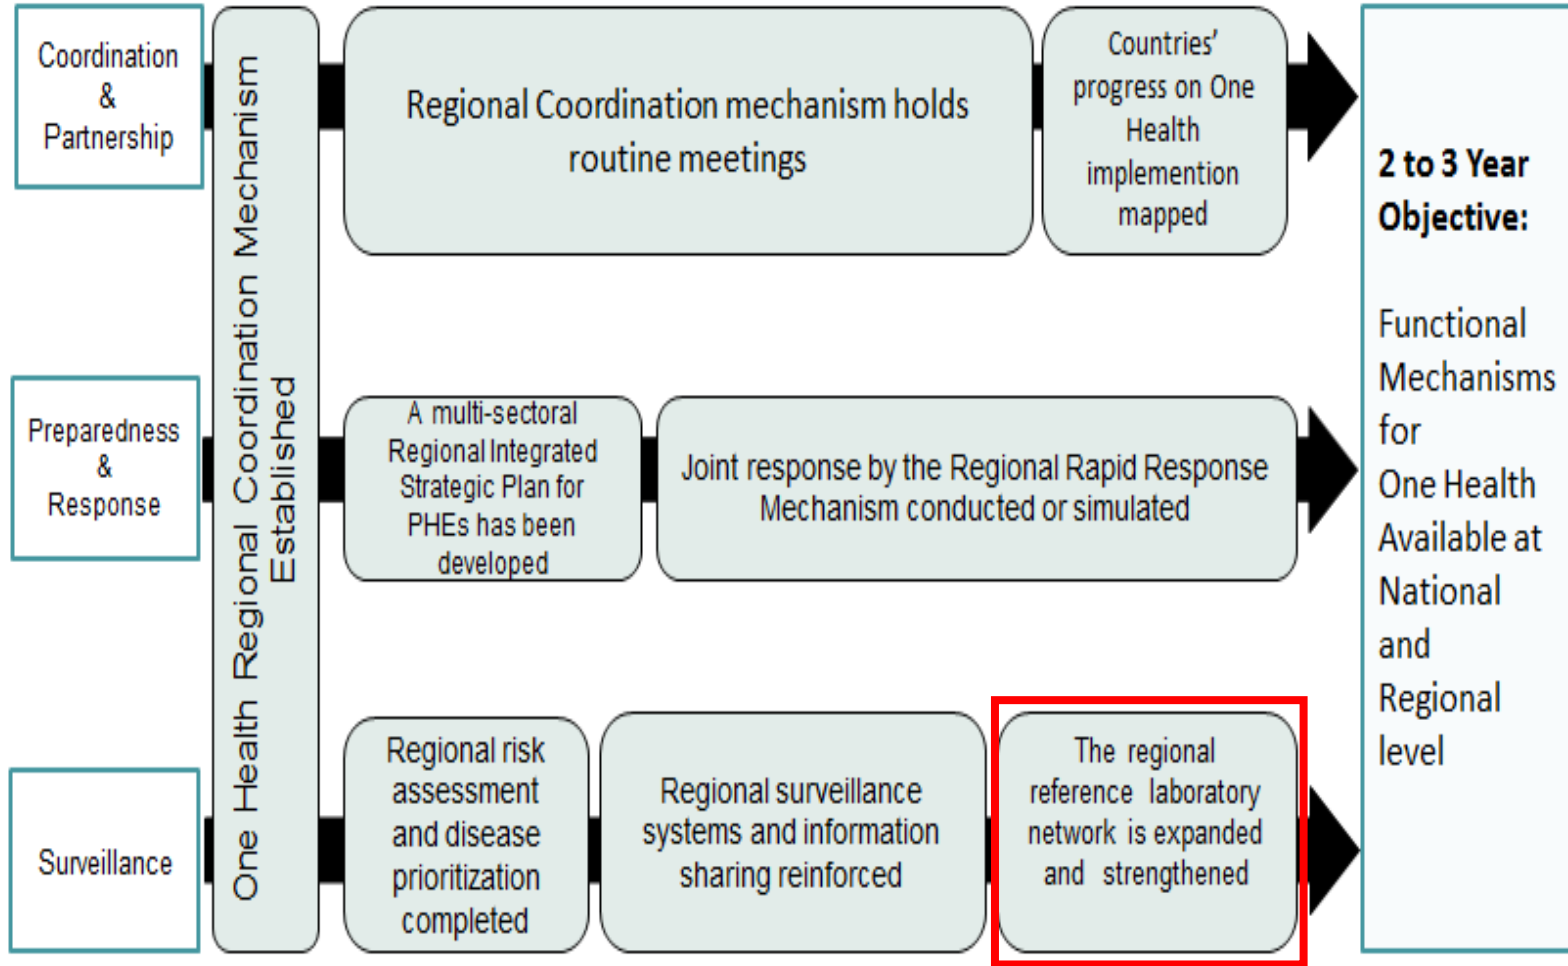 Coordination
&
Partnership
One Health Regional Coordination Mechanism
Established
Regional Coordination mechanism holds
routine meetings
Countries'
progress on One
Health
implemention
mapped
Preparedness
&
Response
A multi-sectoral
Regional Integrated
Strategic Plan for
PHEs has been
developed
Joint response by the Regional Rapid Response
Mechanism conducted or simulated
Surveillance
Regional risk
assessment
and disease
prioritization
completed
Regional surveillance
systems and information
sharing reinforced
The regional
reference laboratory
network is expanded
and strengthened
2 to 3 Year
Objective:
Functional
Mechanisms
for
One Health
Available at
National
and
Regional
level